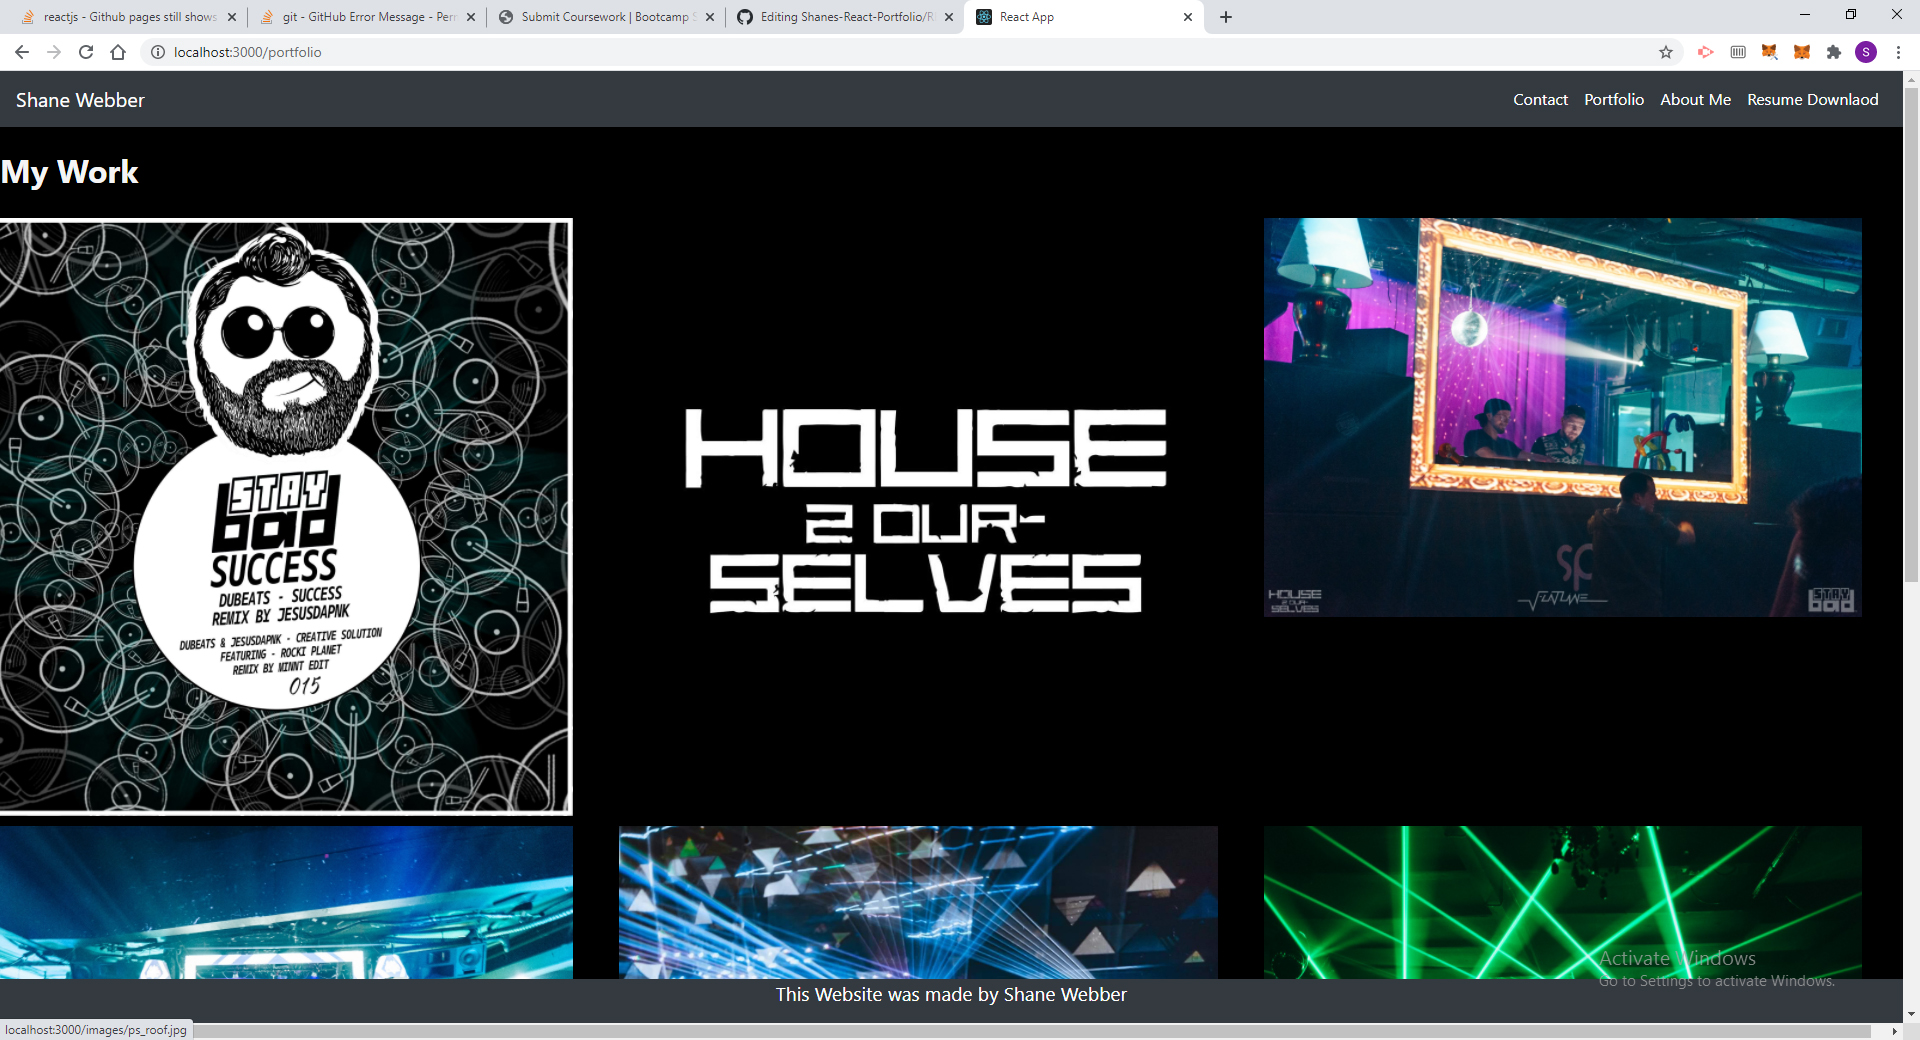 reactjs - Github pages still shows
git - GitHub Error Message - Perr
Submit Coursework | Bootcamp S
Editing Shanes-React-Portfolio/R
React App
localhost:3000/portfolio
S
Shane Webber
Contact
Portfolio
About Me
Resume Downlaod
My Work
STAY
bad
SUCCESS
DUBEATS - SUCCESS
REMIX BY JESUSDAPNK
DUBEATS & JESUSDAPNK - CREATIVE SOLUTION
FEATURING - ROCKI PLANET
REMIX BY MINNT EDIT
015
HOUSE
2 OUR-
SELVES
SF
HOUSE
2 OUR-
SELVES
FLATLINE
STAY
bad
Activate Windows
Go to Settings to activate Windows.
This Website was made by Shane Webber
localhost:3000/images/ps_roof.jpg